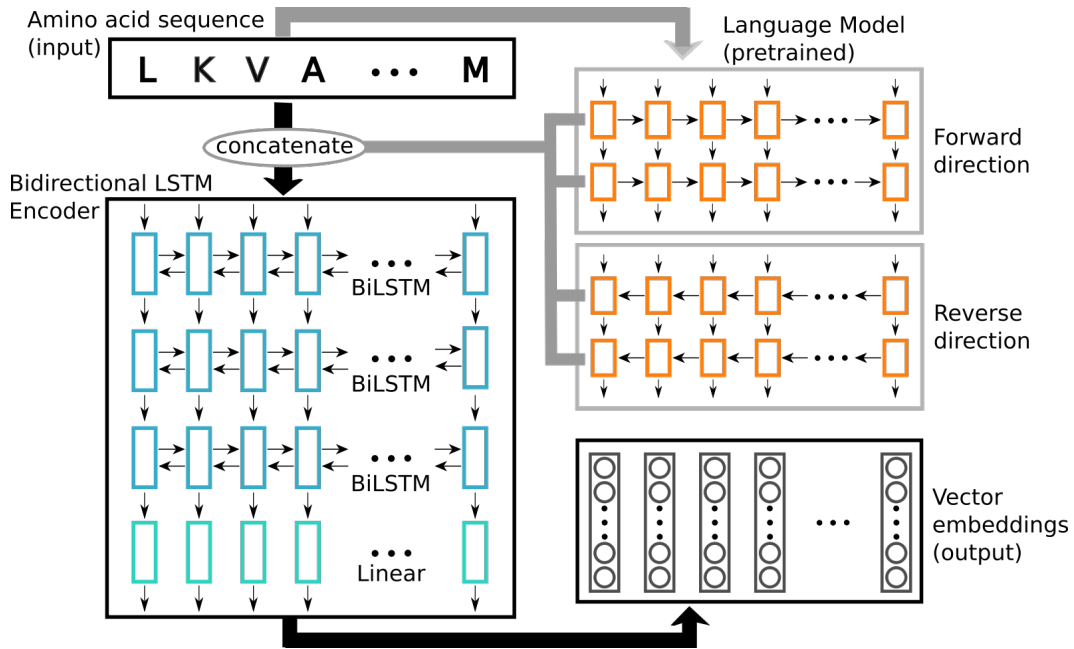 Amino acid sequence
(input)
L K V A ••• M
concatenate
Language Model
(pretrained)
Forward
direction
Reverse
direction
Bidirectional LSTM
Encoder
•••
BiLSTM
•••
BiLSTM
•••
BiLSTM
•••
Linear
Vector
embeddings
(output)